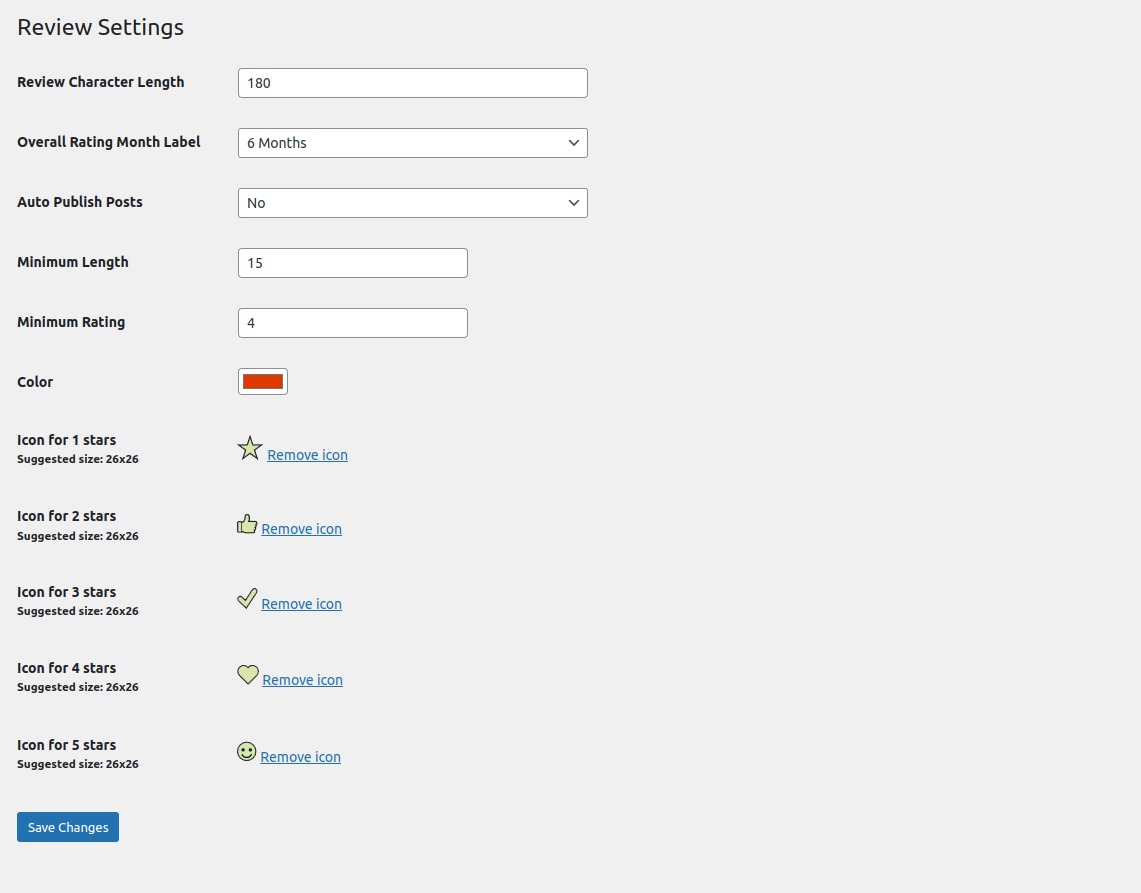 Review Settings
Review Character Length
180
Overall Rating Month Label
6 Months
Auto Publish Posts
No
Minimum Length
15
Minimum Rating
4
Color
Icon for 1 stars
Suggested size: 26x26
Remove icon
Icon for 2 stars
Suggested size: 26x26
Remove icon
Icon for 3 stars
Suggested size: 26x26
Remove icon
Icon for 4 stars
Suggested size: 26x26
Remove icon
Icon for 5 stars
Suggested size: 26x26
Remove icon
Save Changes